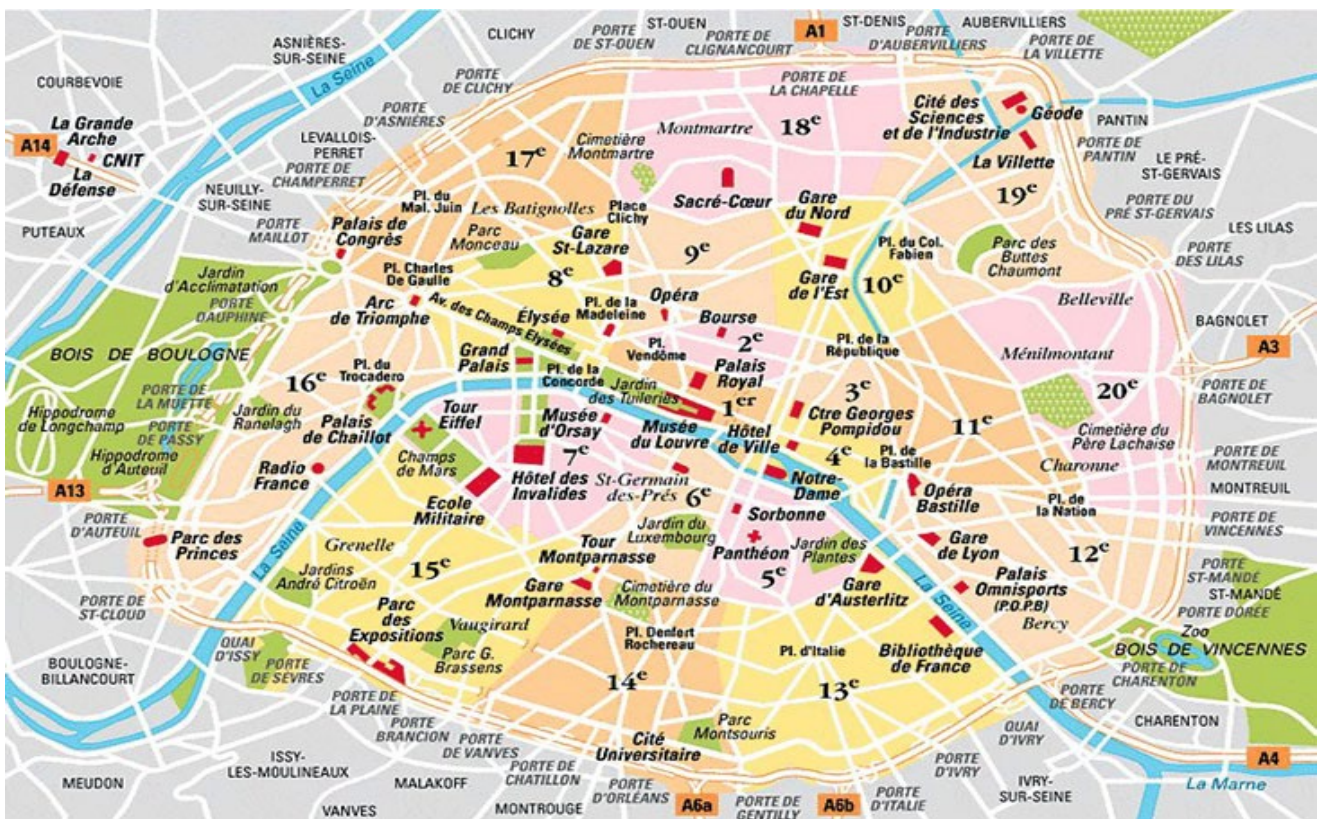 ST-OUEN
ST-DENIS
AUBERVILLIERS
CLICHY
PORTE
DE ST-OUEN
PORTE
DE CLIGNANCOURT
A1
PORTE
D'AUBERVILLIERS
PORTE DE
LA VILLETTE
ASNIÈRES-
SUR-SEINE
La Seine
COURBEVOIE
PORTE
DE CLICHY
PORTE DE
LA CHAPELLE
PORTE
D'ASNIÈRES
La Grande
Arche
A14
CNIT
La
Défense
LEVALLOIS-
PERRET
PORTE DE
CHAMPERRET
NEUILLY-
SUR-SEINE
PUTEAUX
PORTE
MAILLOT
17e
Cimetière
Montmartre
Montmartre
18e
Sacré-Cœur
Cité des
Sciences
et de l'Industrie
Géode
La Villette
PANTIN
PORTE
DE PANTIN
LE PRÉ-
ST-GERVAIS
19e
PORTE DU
PRÉ ST-GERVAIS
LES LILAS
PORTE
DES LILAS
Pl. du
Mal. Juin
Les Batignolles
Place
Clichy
Palais de
Congrès
Parc
Monceau
Gare
St-Lazare
Gare
du Nord
9e
Pl. du Col.
Fabien
Parc des
Buttes
Chaumont
Jardin
d'Acclimatation
PORTE
DAUPHINE
Pl. Charles
De Gaulle
8e
Gare
de l'Est
10e
Belleville
BAGNOLET
Arc
de Triomphe
Av. des Champs Elysées
Élysée
Pl. de la
Madeleine
Opéra
Bourse
2e
Pl.
Vendôme
Pl. de la
République
Ménilmontant
A3
BOIS DE BOULOGNE
Grand
Palais
Pl. de la
Concorde
Palais
Royal
16e
Pl. du
Trocadero
PORTE DE
LA MUETTE
Jardin
des Tuileries
1er
3e
20e
PORTE DE
BAGNOLET
Hippodrome
de Longchamp
Jardin du
Ranelagh
PORTE
DE PASSY
Palais
de Chaillot
Tour
Eiffel
Musée
d'Orsay
Musée
du Louvre
Hôtel
de Ville
Ctre Georges
Pompidou
11e
Cimetière du
Père Lachaise
Hippodrome
d'Auteuil
Radio
France
Champs
de Mars
7e
Hôtel des
Invalides
St-Germain
des-Prés
4e
Pl. de
la Bastille
Charonne
PORTE DE
MONTREUIL
MONTREUIL
A13
Ecole
Militaire
6e
Notre-
Dame
Opéra
Bastille
Pl. de
la Nation
PORTE DE
VINCENNES
PORTE
D'AUTEUIL
Parc des
Princes
La Seine
Grenelle
Jardin du
Luxembourg
Sorbonne
Panthéon
Jardin des
Plantes
Gare
de Lyon
12e
PORTE
ST-MANDÉ
ST-MANDÉ
Tour
Montparnasse
15e
Jardins
André Citroën
5e
Gare
d'Austerlitz
Palais
Omnisports
(P.O.P.B)
Gare
Montparnasse
Cimetière du
Montparnasse
La Seine
Bercy
PORTE DORÉE
PORTE DE
ST-CLOUD
Parc
des
Expositions
Vaugirard
Parc G.
Brassens
Pl. Denfert
Rochereau
Pl. d'Italie
Bibliothèque
de France
Zoo
BOIS DE VINCENNES
PORTE DE
CHARENTON
QUAI
D'ISSY
PORTE
DE SÈVRES
BOULOGNE-
BILLANCOURT
14e
13e
PORTE
DE BERCY
CHARENTON
PORTE DE
LA PLAINE
PORTE
BRANCION
PORTE
DE VANVES
Cité
Universitaire
Parc
Montsouris
QUAI
D'IVRY
A4
ISSY-
LES-MOULINEAUX
PORTE
DE CHATILLON
PORTE
D'IVRY
La Marne
MEUDON
MALAKOFF
PORTE
D'ORLÉANS
A6a
PORTE DE
GENTILLY
A6b
PORTE
D'ITALIE
IVRY-
SUR-SEINE
VANVES
MONTROUGE